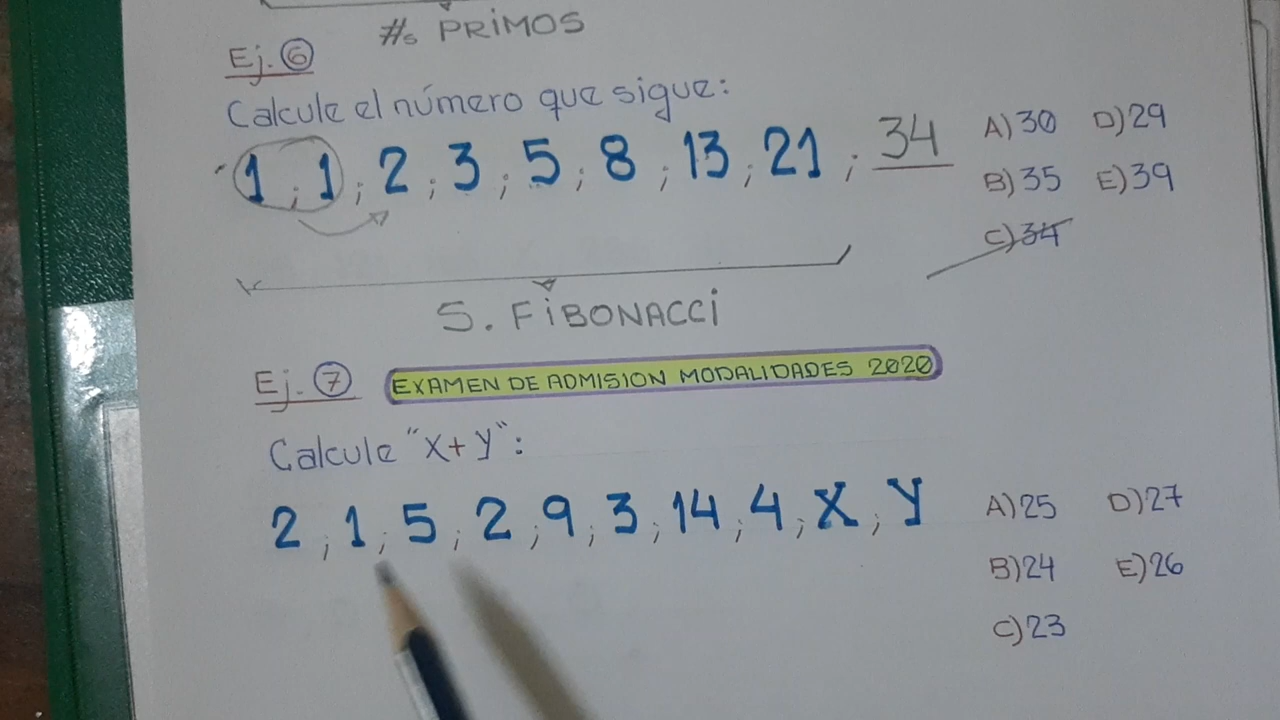 #s PRIMOS
Ej. 6
Calcule el número que sigue:
1 ; 1 ; 2 ; 3 ; 5 ; 8 ; 13 ; 21 ; 34
A) 30 D) 29
B) 35 E) 39
C) 34
S. FIBONACCI
Ej. 7 EXAMEN DE ADMISION MODALIDADES 2020
Calcule "x+y":
2 ; 1 ; 5 ; 2 ; 9 ; 3 ; 14 ; 4 ; X ; Y
A) 25 D) 27
B) 24 E) 26
C) 23